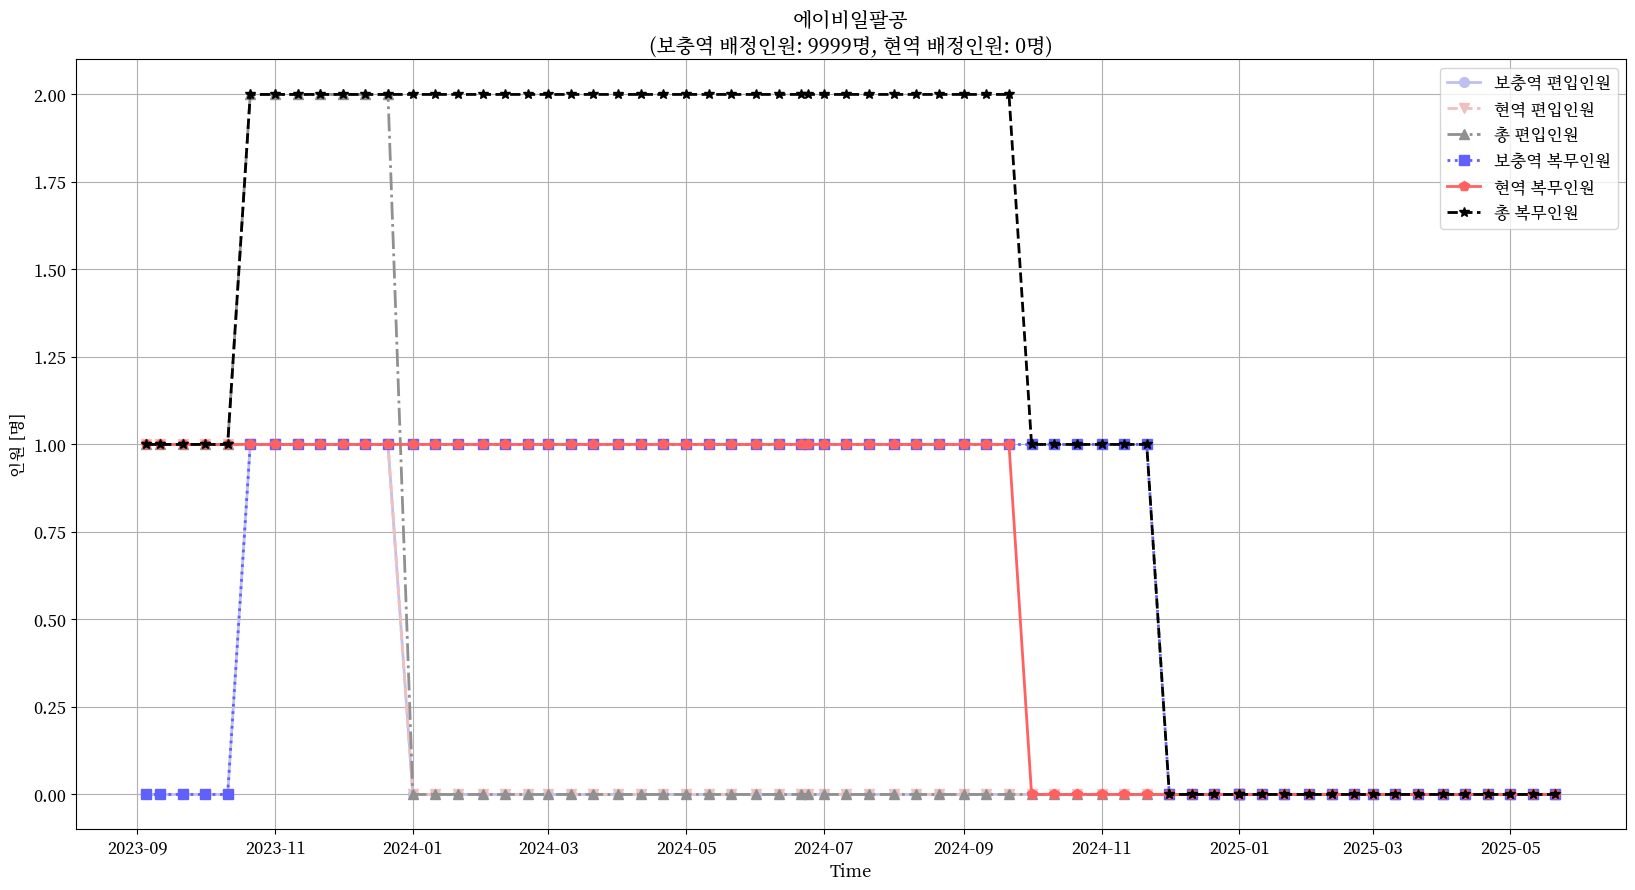 에이비일팔공
(보충역 배정인원: 9999명, 현역 배정인원: 0명)
보충역 편입인원
현역 편입인원
총 편입인원
보충역 복무인원
현역 복무인원
총 복무인원
인원 [명]
2.00
1.75
1.50
1.25
1.00
0.75
0.50
0.25
0.00
2023-09
2023-11
2024-01
2024-03
2024-05
2024-07
2024-09
2024-11
2025-01
2025-03
2025-05
Time